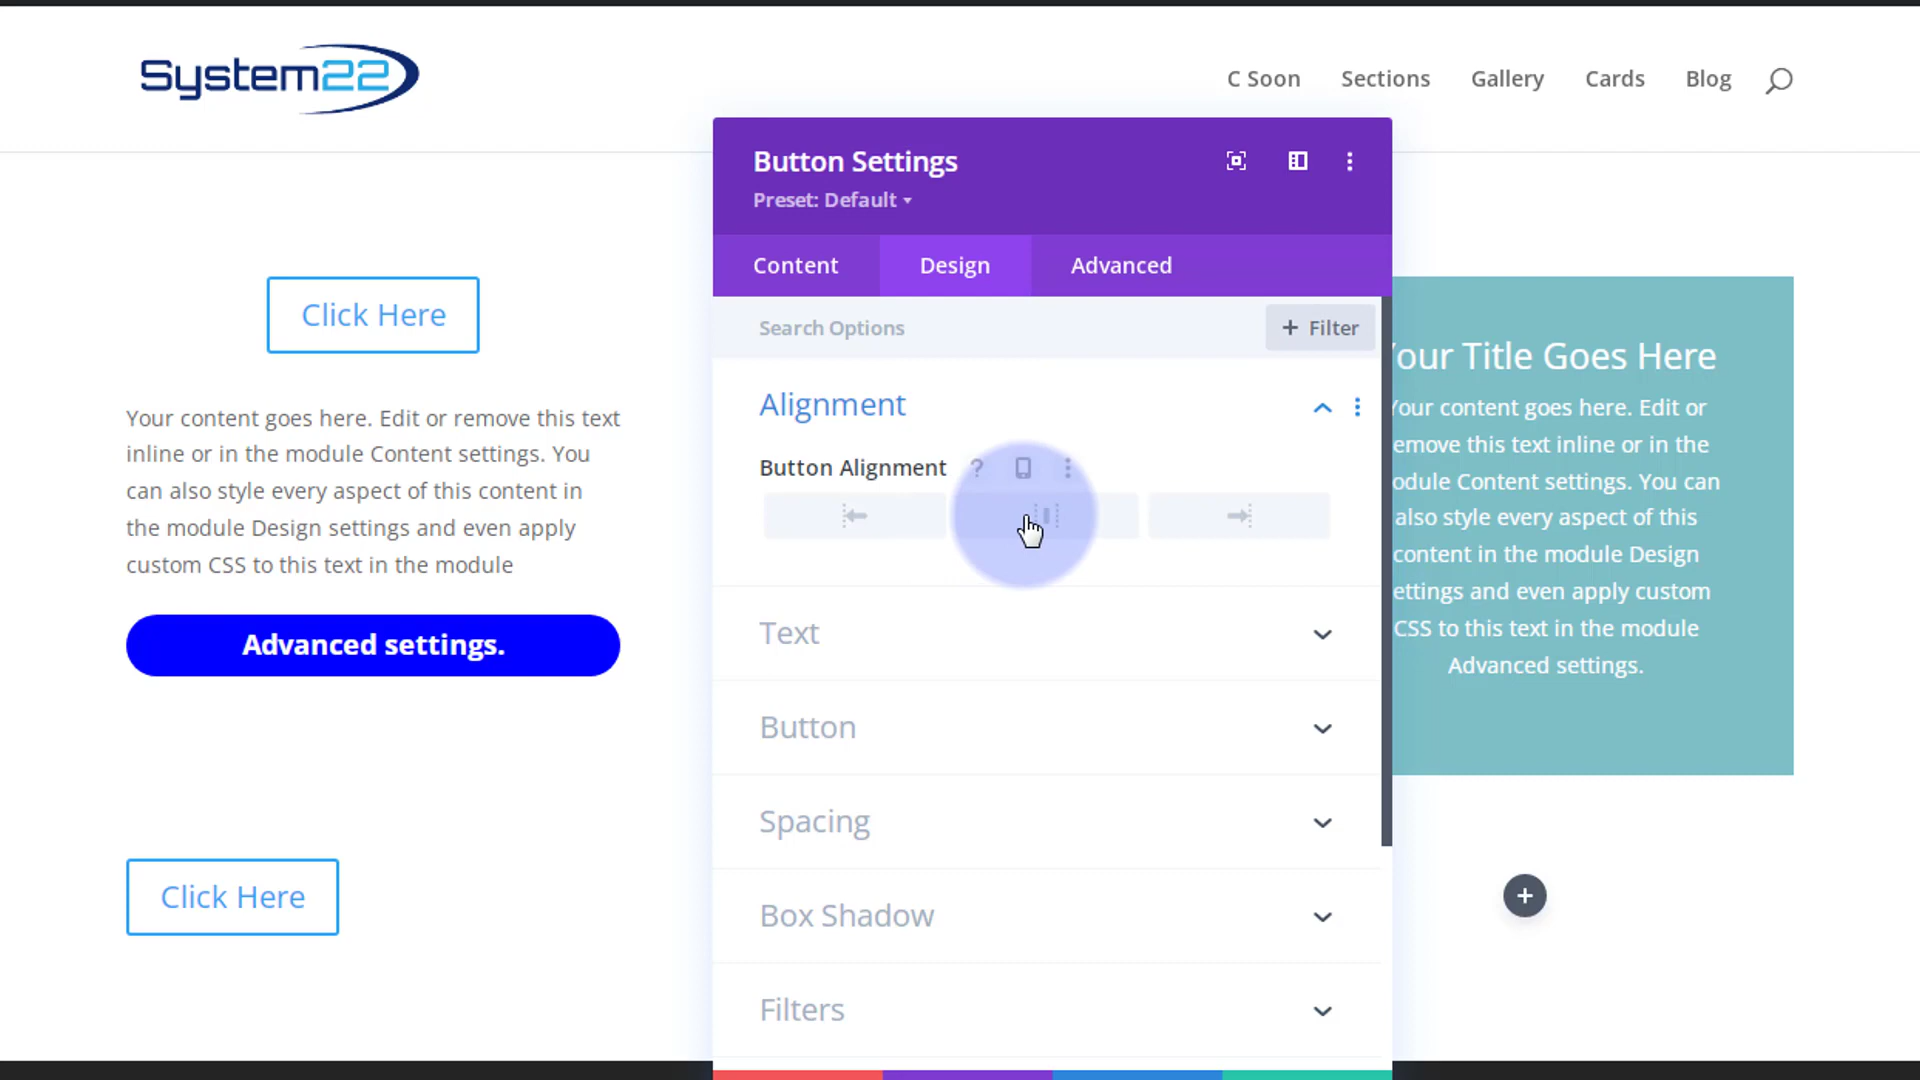 System22
C Soon
Sections
Gallery
Cards
Blog
Click Here
Your content goes here. Edit or remove this text
inline or in the module Content settings. You
can also style every aspect of this content in
the module Design settings and even apply
custom CSS to this text in the module
Advanced settings.
Click Here
Button Settings
Preset: Default
Content
Design
Advanced
Search Options
+ Filter
Alignment
Button Alignment
?
Text
Button
Spacing
Box Shadow
Filters
Your Title Goes Here
Your content goes here. Edit or
remove this text inline or in the
module Content settings. You can
also style every aspect of this
content in the module Design
settings and even apply custom
CSS to this text in the module
Advanced settings.